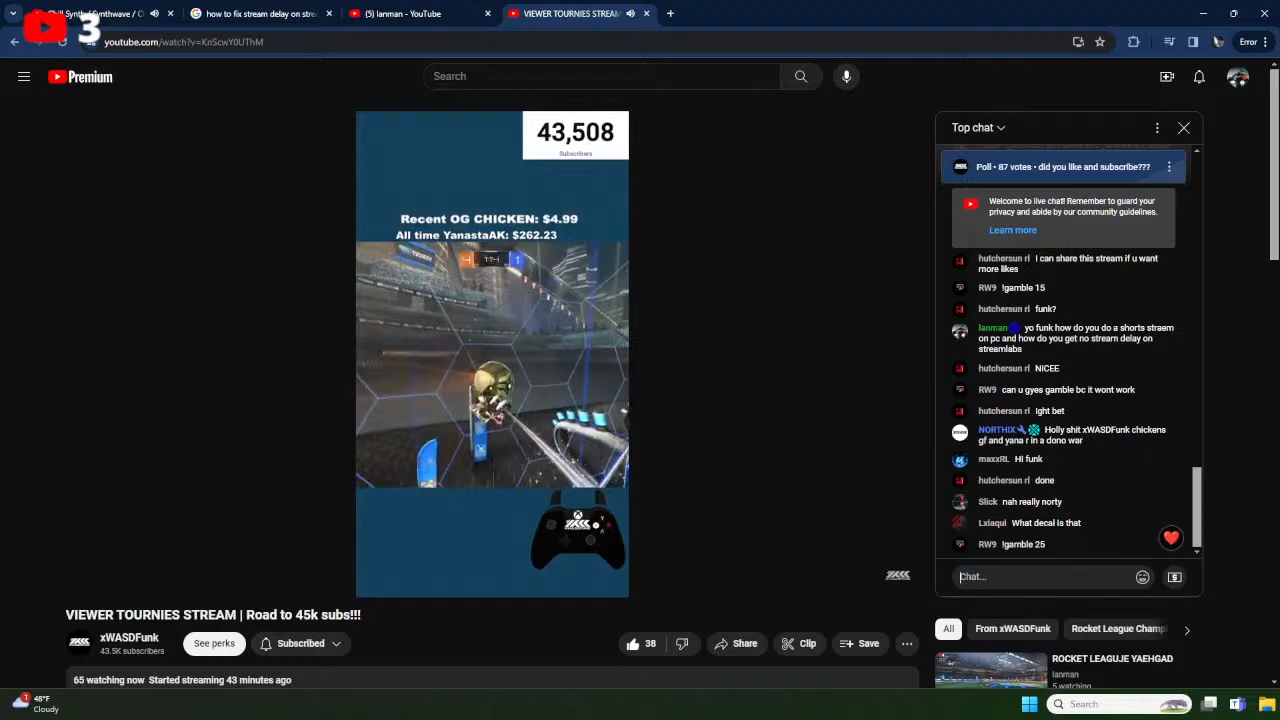 Chill Synth / Synthwave / C
how to fix stream delay on stre
(5) lanman - YouTube
VIEWER TOURNIES STREAM
3
youtube.com/watch?v=KnScwY0UThM
Error
Premium
Search
43,508
Subscribers
Recent OG CHICKEN: $4.99
All time YanastaAK: $262.23
1
Top chat
Poll • 87 votes • did you like and subscribe???
Welcome to live chat! Remember to guard your
privacy and abide by our community guidelines.
Learn more
hutchersun rl I can share this stream if u want
more likes
RW9 !gamble 15
hutchersun rl funk?
lanman yo funk how do you do a shorts straem
on pc and how do you get no stream delay on
streamlabs
hutchersun rl NICEE
RW9 can u gyes gamble bc it wont work
hutchersun rl !ght bet
NORTHIX Holly shit xWASDFunk chickens
gf and yana r in a dono war
maxxRL Hi funk
hutchersun rl done
Slick nah really norty
Lxiaqui What decal is that
RW9 !gamble 25
Chat...
VIEWER TOURNIES STREAM | Road to 45k subs!!!
xWASDFunk
43.5K subscribers
See perks
Subscribed
38
Share
Clip
Save
All
From xWASDFunk
Rocket League Champi
65 watching now Started streaming 43 minutes ago
ROCKET LEAGUJE YAEHGAD
lanman
5 watching
1
48°F
Cloudy
Search